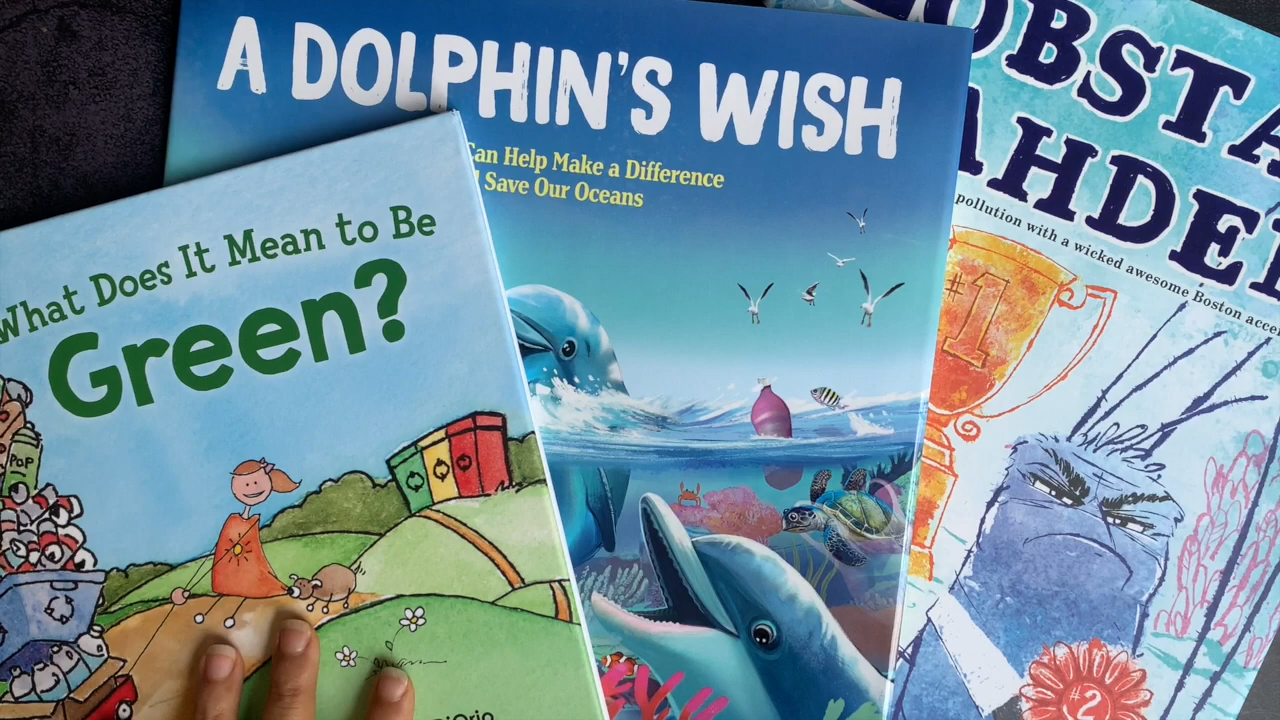 A DOLPHIN'S WISH
Can Help Make a Difference
Save Our Oceans
What Does It Mean to Be
Green?
POP
OBSTA
AHDE
pollution with a wicked awesome Boston acce
#1
#2